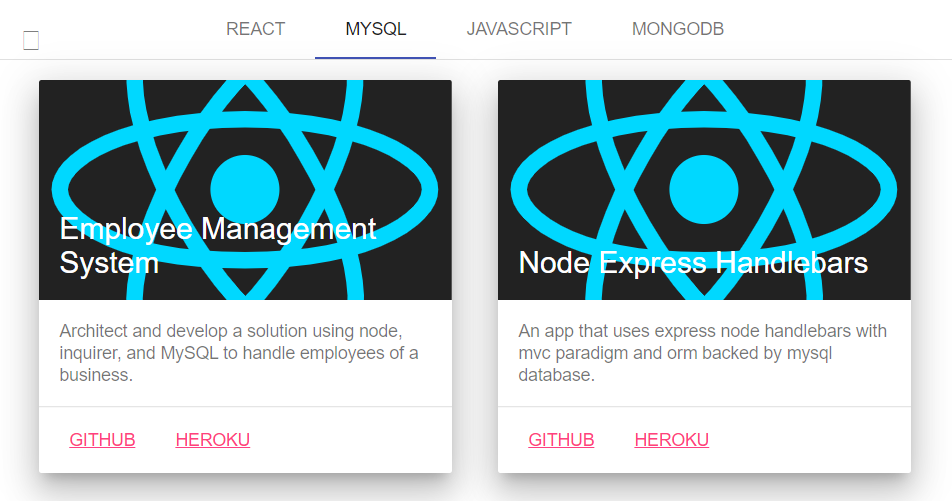 REACT MYSQL JAVASCRIPT MONGODB
Employee Management
System
Architect and develop a solution using node,
inquirer, and MySQL to handle employees of a
business.
GITHUB HEROKU
Node Express Handlebars
An app that uses express node handlebars with
mvc paradigm and orm backed by mysql
database.
GITHUB HEROKU